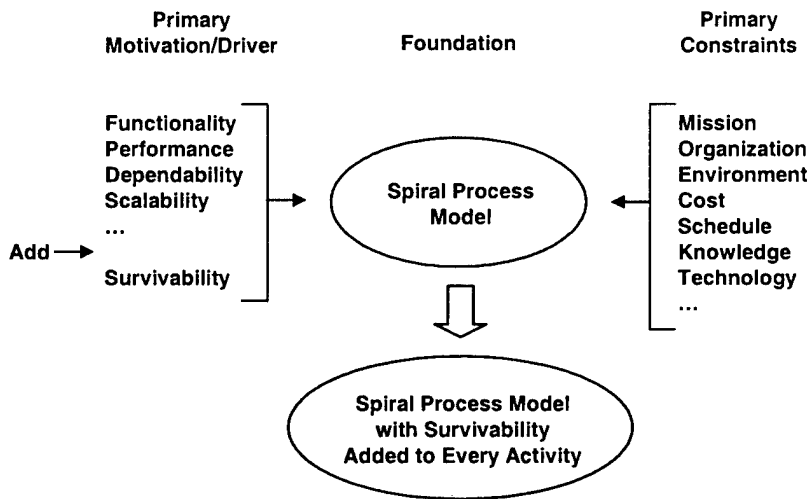 Primary
Motivation/Driver
Foundation
Primary
Constraints
Functionality
Performance
Dependability
Scalability
...
Add
Survivability
Spiral Process
Model
Mission
Organization
Environment
Cost
Schedule
Knowledge
Technology
...
Spiral Process Model
with Survivability
Added to Every Activity